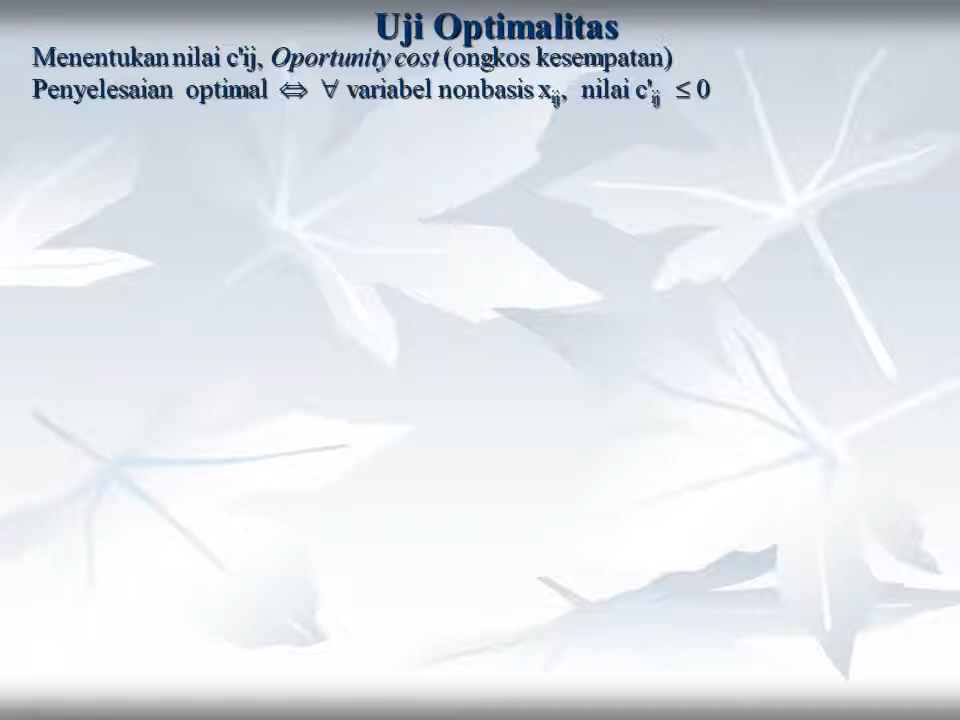 Uji Optimalitas
Menentukan nilai c'ij, Oportunity cost (ongkos kesempatan)
Penyelesaian optimal ⇔ ∀ variabel nonbasis xij, nilai c'ij ≤ 0